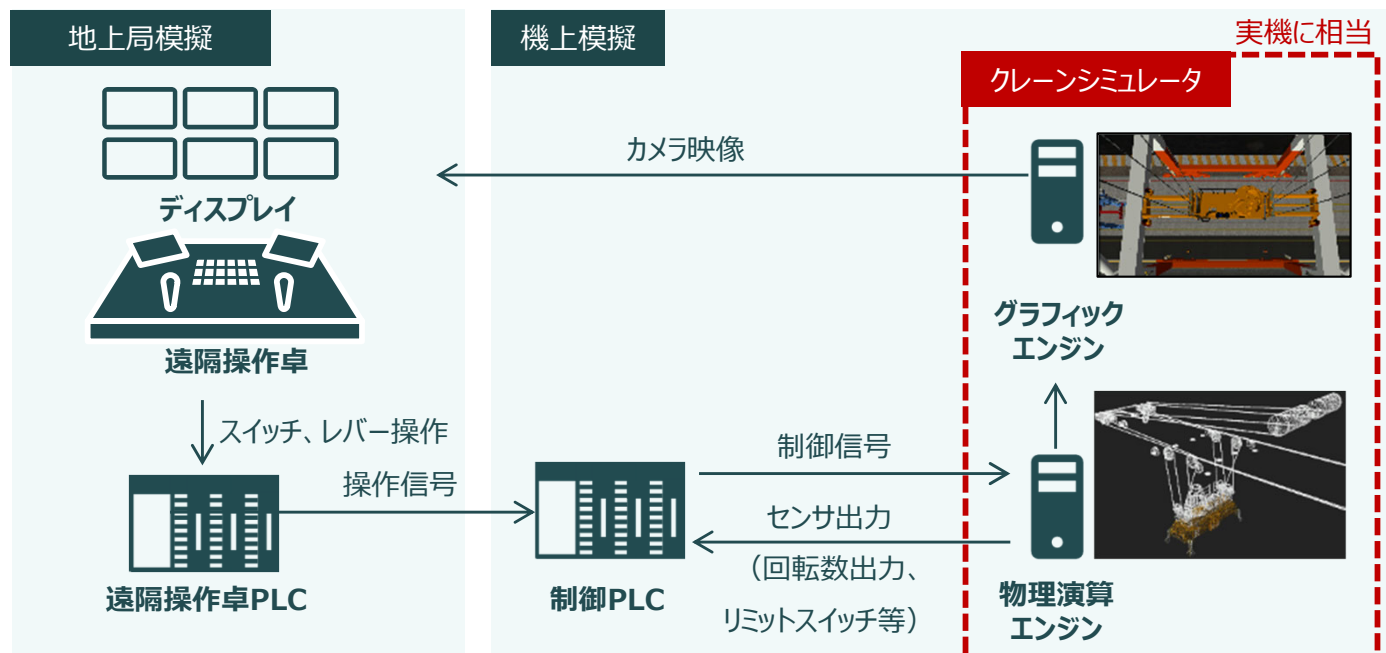 地上局模擬
機上模擬
実機に相当
クレーンシミュレータ
カメラ映像
ディスプレイ
遠隔操作卓
グラフィック
エンジン
スイッチ、レバー操作
操作信号
制御信号
センサ出力
（回転数出力、
リミットスイッチ等）
遠隔操作卓PLC
制御PLC
物理演算
エンジン